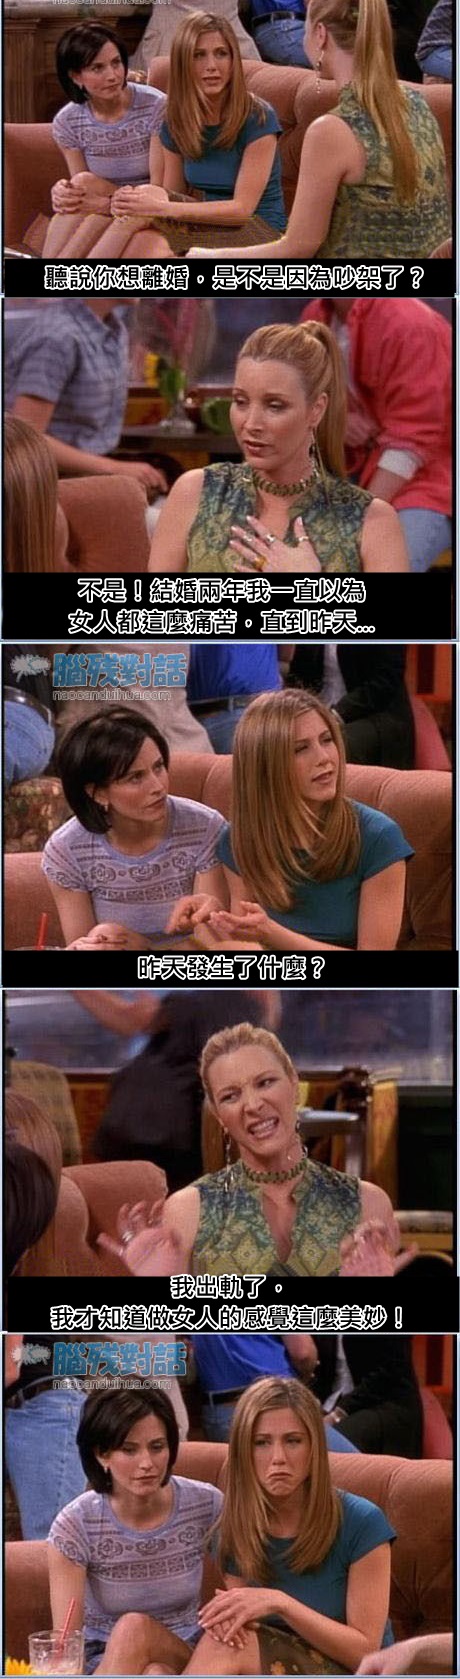 naocanduihua.com
聽說你想離婚，是不是因為吵架了？
不是！結婚兩年我一直以為
女人都這麼痛苦，直到昨天...
腦殘對話
naocanduihua.com
昨天發生了什麼？
我出軌了，
我才知道做女人的感覺這麼美妙！
腦殘對話
naocanduihua.com